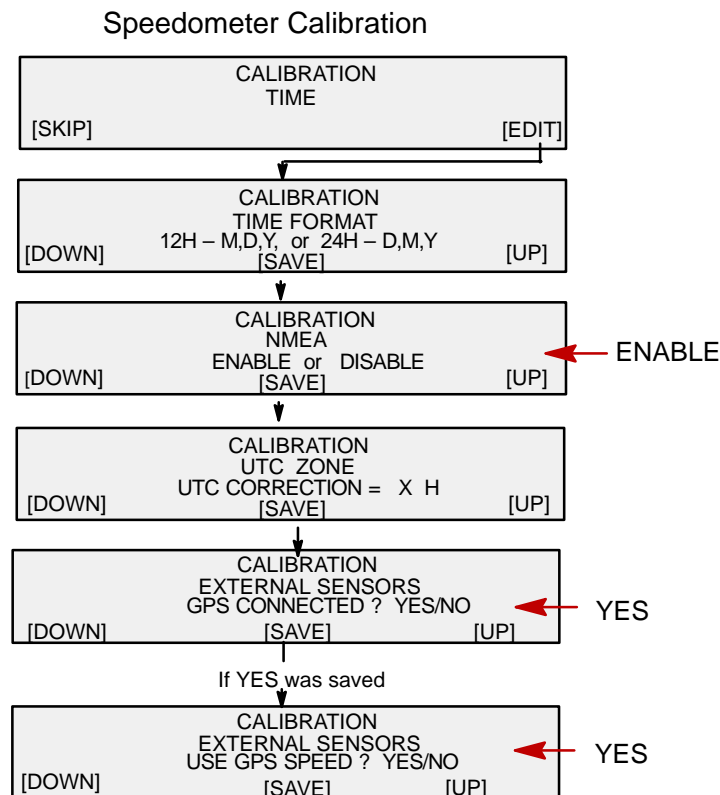 Speedometer Calibration
CALIBRATION
TIME
[SKIP] [EDIT]
CALIBRATION
TIME FORMAT
12H – M,D,Y, or 24H – D,M,Y
[DOWN] [SAVE] [UP]
CALIBRATION
NMEA
ENABLE or DISABLE
[DOWN] [SAVE] [UP]
ENABLE
CALIBRATION
UTC ZONE
UTC CORRECTION = X H
[DOWN] [SAVE] [UP]
CALIBRATION
EXTERNAL SENSORS
GPS CONNECTED ? YES/NO
[DOWN] [SAVE] [UP]
YES
If YES was saved
CALIBRATION
EXTERNAL SENSORS
USE GPS SPEED ? YES/NO
[DOWN] [SAVE] [UP]
YES